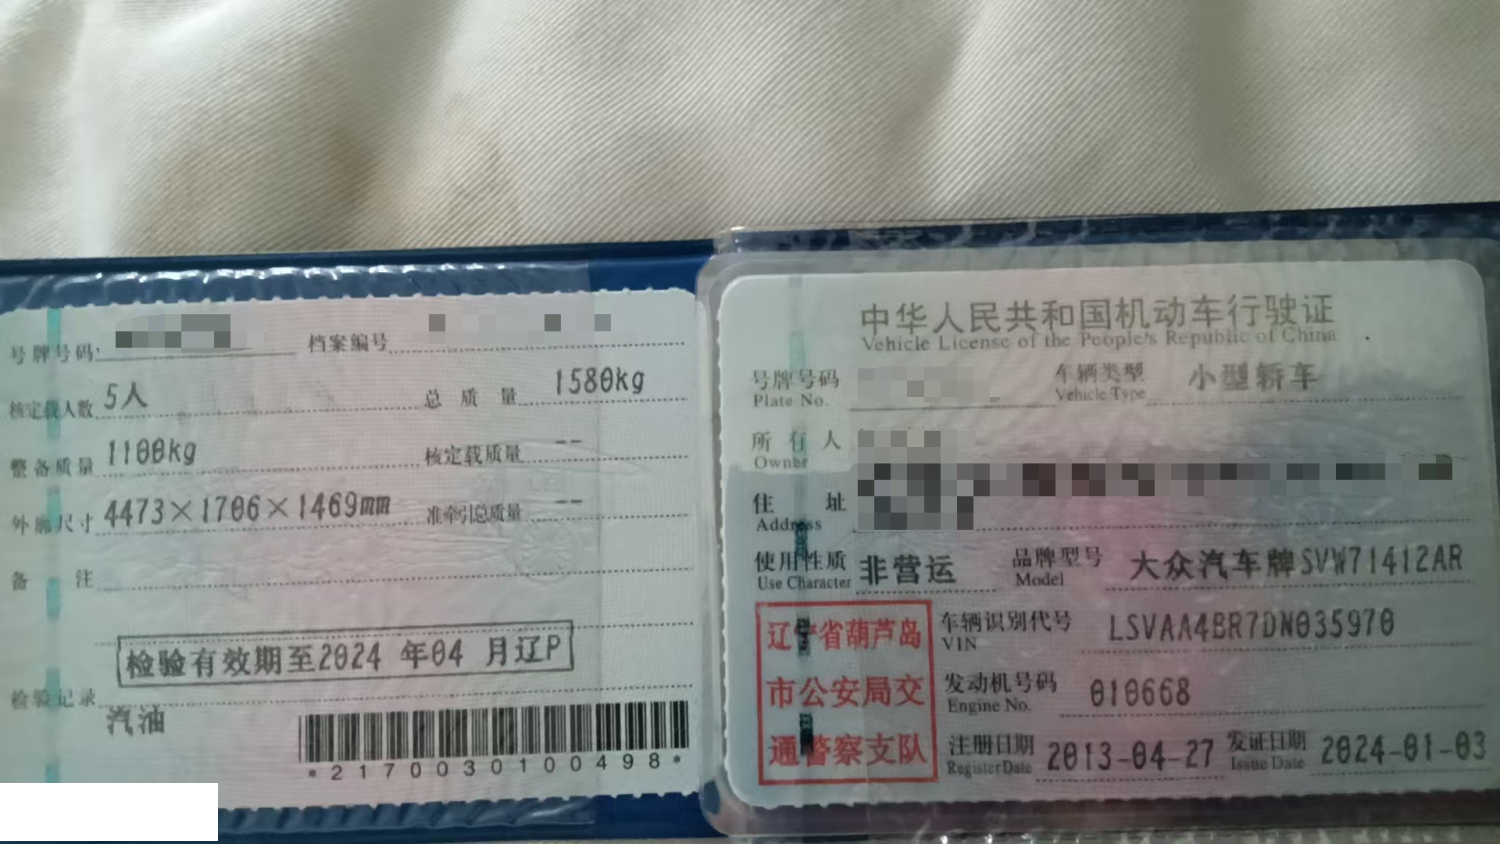 号牌号码:
档案编号
核定载人数 5人
总 质 量 1580kg
整备质量 1100kg
核定载质量 --
外廓尺寸 4473×1706×1469mm
准牵引总质量 --
备 注
检验有效期至2024 年04 月辽P
检验记录
汽油
*2170030100498*
中华人民共和国机动车行驶证
Vehicle License of the People's Republic of China
号牌号码
Plate No.
车辆类型 小型轿车
Vehicle Type
所 有 人
Owner
住 址
Address
使用性质 非营运
Use Character
品牌型号 大众汽车牌SVW71412AR
Model
辽宁省葫芦岛
市公安局交
通警察支队
车辆识别代号 LSVAA4BR7DN035970
VIN
发动机号码 010668
Engine No.
注册日期 2013-04-27
Register Date
发证日期 2024-01-03
Issue Date